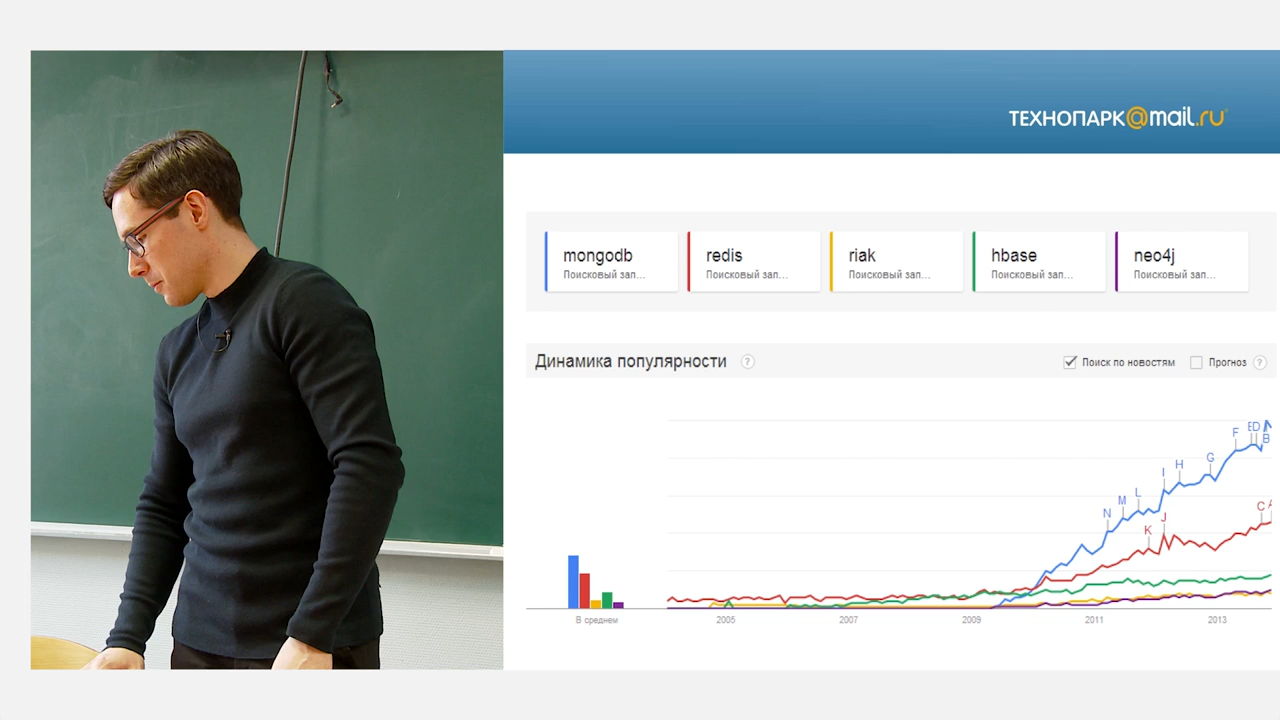 ТЕХНОПАРК@mail.ru
mongodb
Поисковый зап...
redis
Поисковый зап...
riak
Поисковый зап...
hbase
Поисковый зап...
neo4j
Поисковый зап...
Динамика популярности ?
Поиск по новостям
Прогноз ?
N
M
L
I
H
G
F
E
D
B
K
J
C
A
В среднем
2005
2007
2009
2011
2013